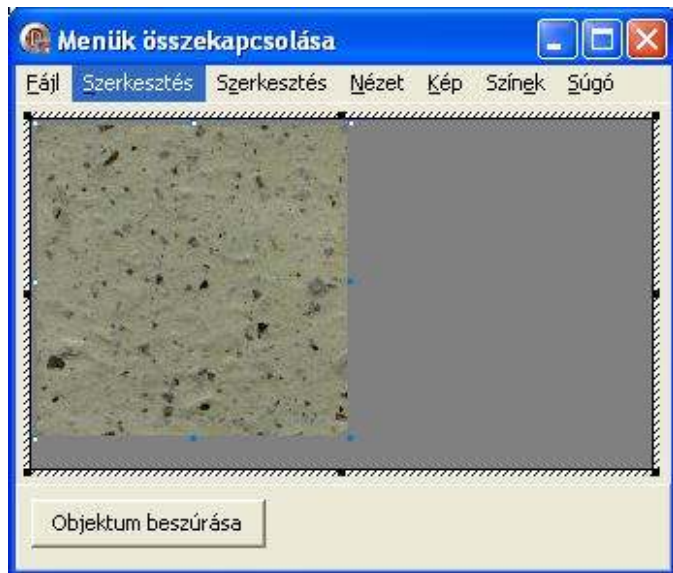 Menük összekapcsolása
Fájl Szerkesztés Szerkesztés Nézet Kép Színek Súgó
Objektum beszúrása